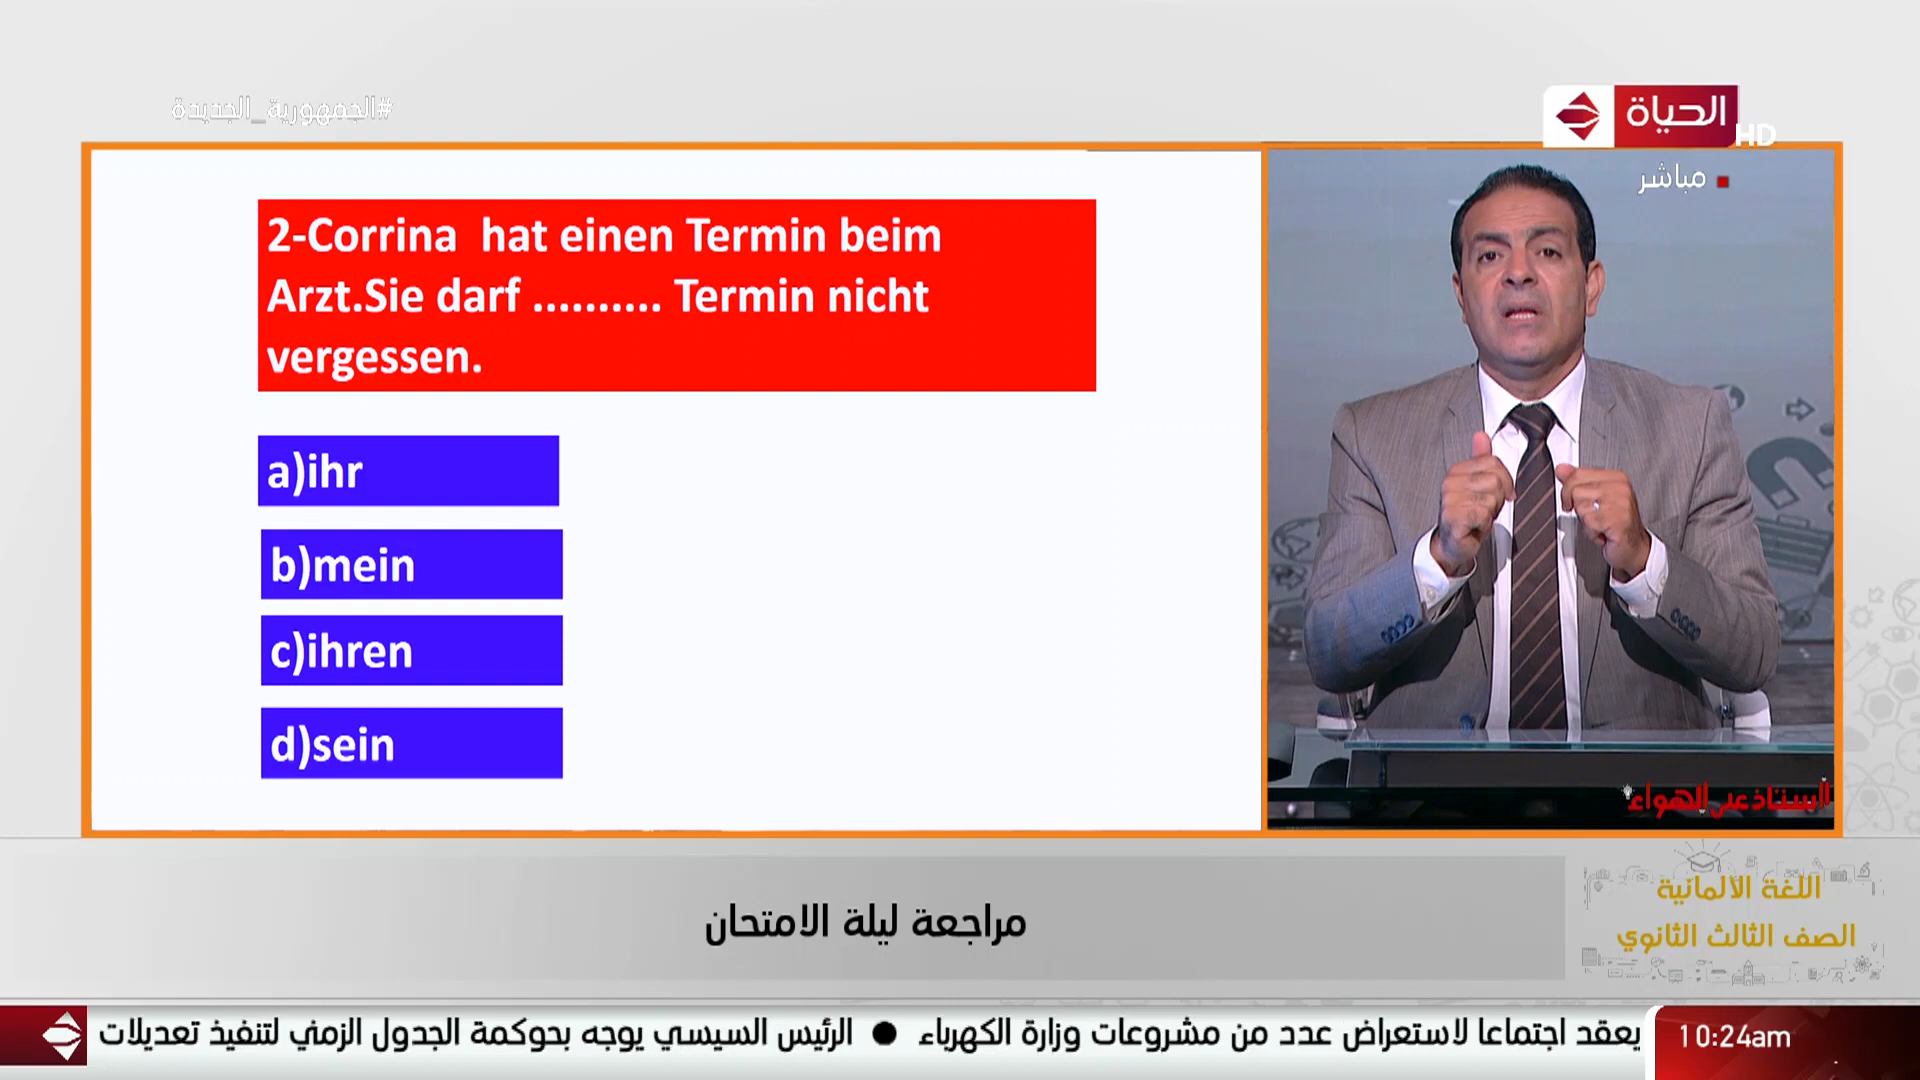 #الجمهورية_الجديدة
الحياة
HD
مباشر
2-Corrina  hat einen Termin beim
Arzt.Sie darf .......... Termin nicht
vergessen.
a)ihr
b)mein
c)ihren
d)sein
الأستاذ على الهواء
اللغة الالمانية
الصف الثالث الثانوي
مراجعة ليلة الامتحان
يعقد اجتماعا لاستعراض عدد من مشروعات وزارة الكهرباء ● الرئيس السيسي يوجه بحوكمة الجدول الزمني لتنفيذ تعديلات
10:24am